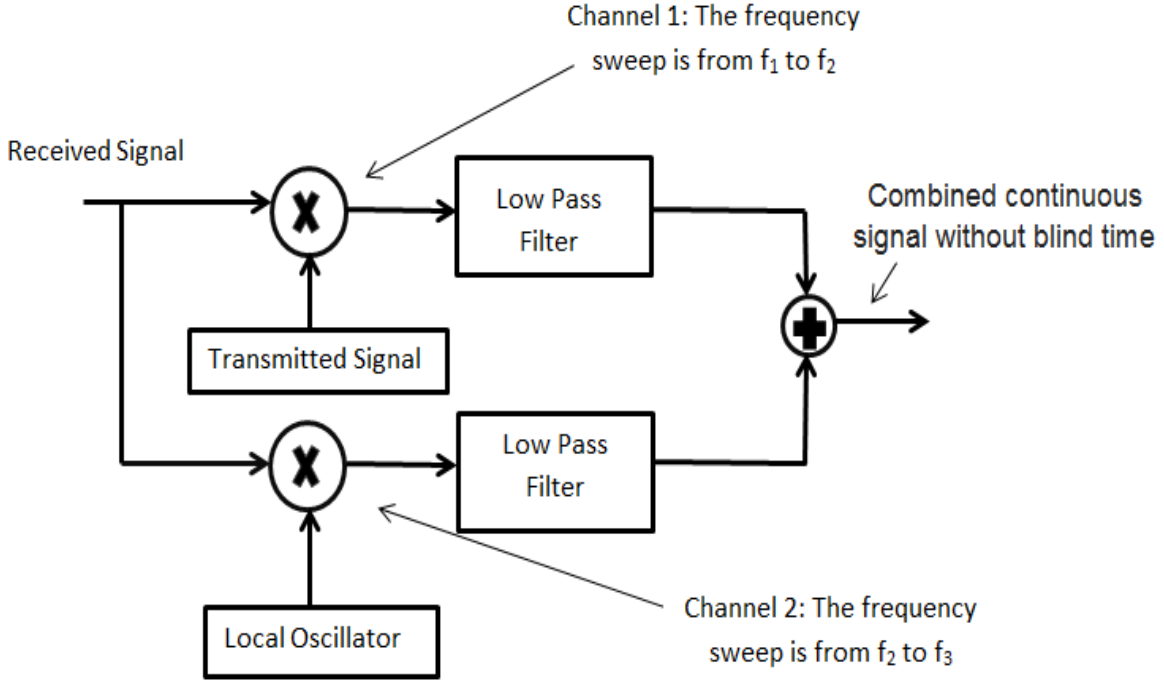 Channel 1: The frequency
sweep is from f₁ to f₂
Received Signal
Low Pass
Filter
Combined continuous
signal without blind time
Transmitted Signal
Low Pass
Filter
Local Oscillator
Channel 2: The frequency
sweep is from f₂ to f₃